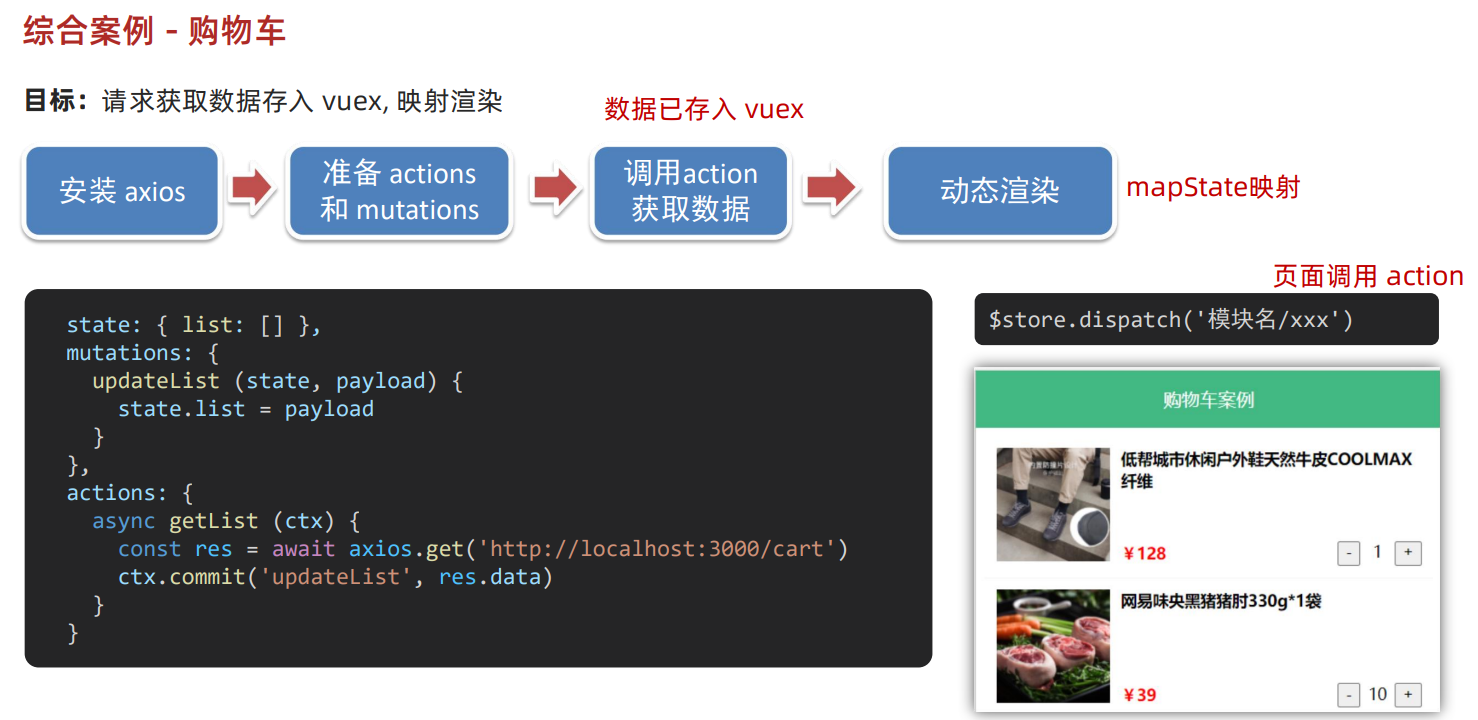 综合案例 - 购物车
目标：请求获取数据存入 vuex, 映射渲染
数据已存入 vuex
安装 axios
准备 actions
和 mutations
调用action
获取数据
动态渲染
mapState映射
state: { list: [] },
mutations: {
updateList (state, payload) {
state.list = payload
}
},
actions: {
async getList (ctx) {
const res = await axios.get('http://localhost:3000/cart')
ctx.commit('updateList', res.data)
}
}
页面调用 action
$store.dispatch('模块名/xxx')
购物车案例
低帮城市休闲户外鞋天然牛皮COOLMAX
纤维
￥128
- 1 +
网易味央黑猪猪肘330g*1袋
￥39
- 10 +